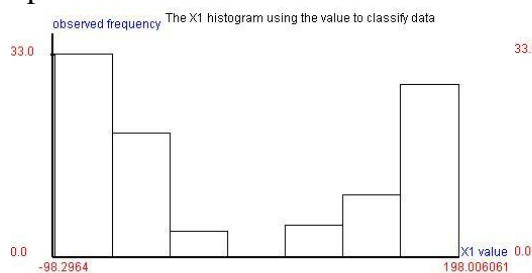 The X1 histogram using the value to classify data
observed frequency
33.0
33.
0.0
X1 value
0.0
-98.2964
198.006061